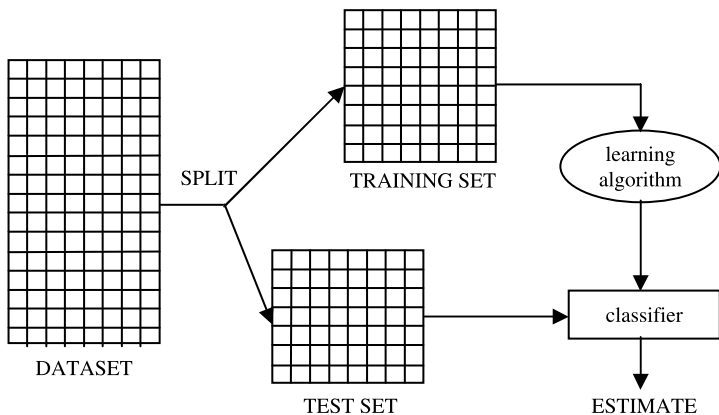 SPLIT
DATASET
TRAINING SET
TEST SET
learning
algorithm
classifier
ESTIMATE